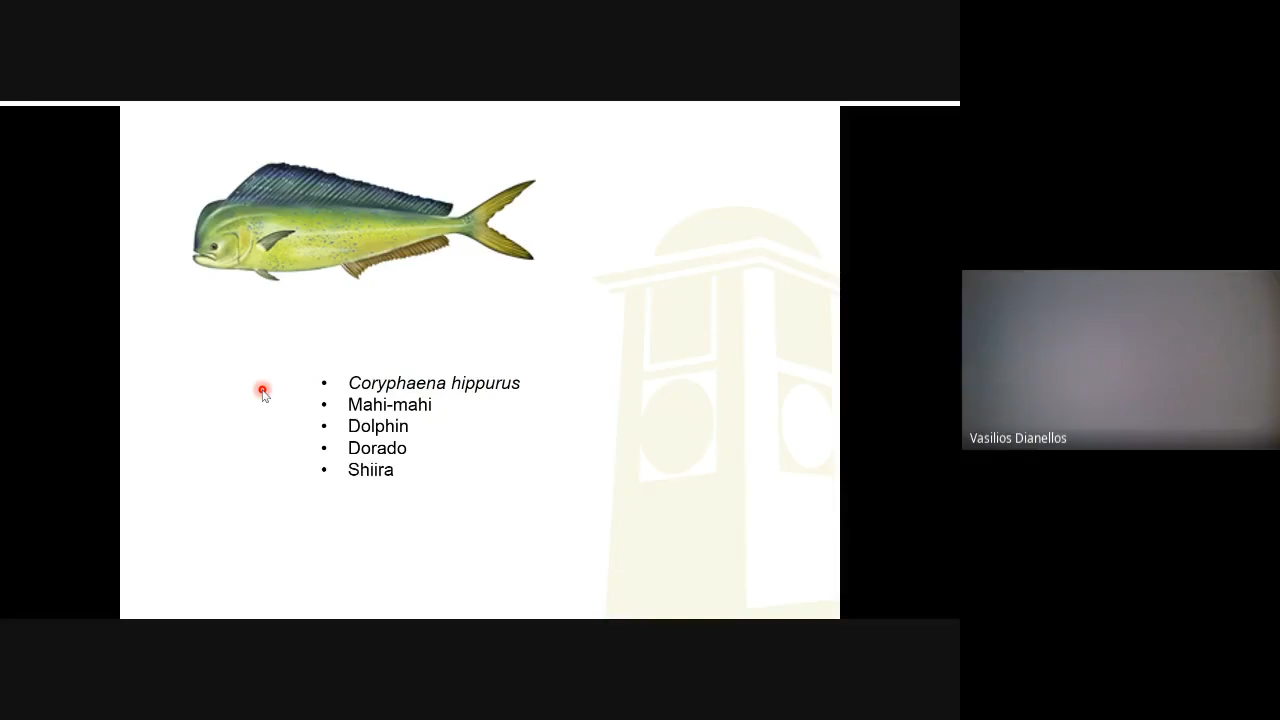 Coryphaena hippurus
Mahi-mahi
Dolphin
Dorado
Shiira
Vasilios Dianellos